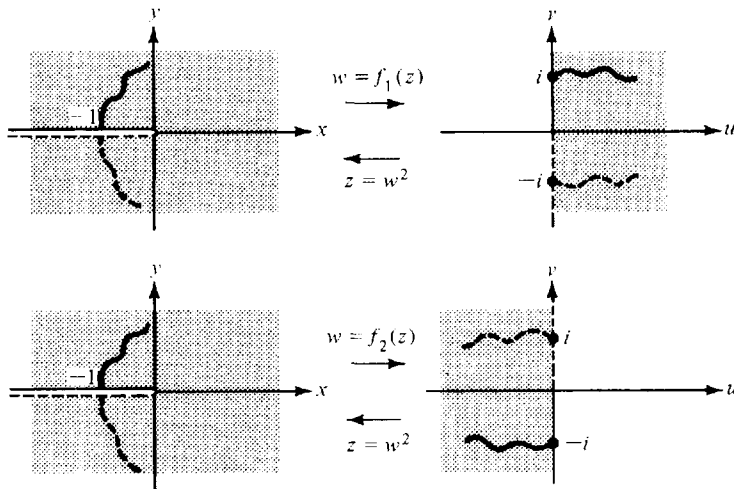 y
v
w = f₁(z)
i
−1
x
u
z = w²
−i
y
v
w = f₂(z)
i
−1
x
u
z = w²
−i